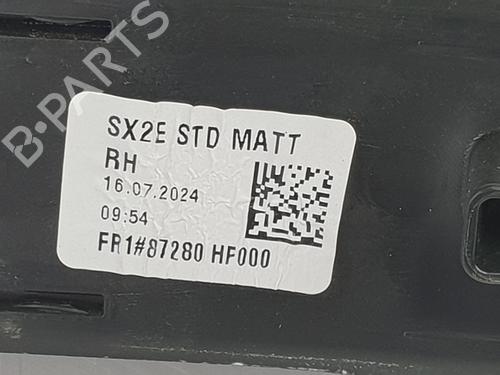 B-PARTS
SX2E STD MATT
RH
16.07.2024
09:54
FR1#87280 HF000